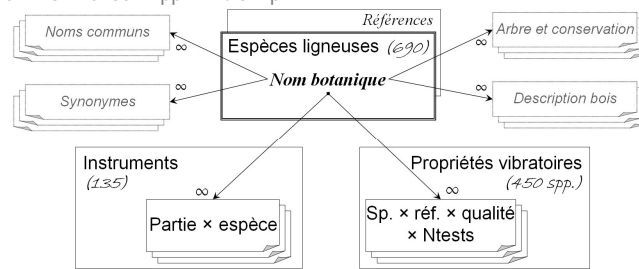 Références
Noms communs
∞
Espèces ligneuses (690)
Arbre et conservation
∞
Nom botanique
Synonymes
∞
Description bois
∞
Instruments
(135)
∞
Partie × espèce
Propriétés vibratoires
(450 spp.)
∞
Sp. × réf. × qualité
× Ntests